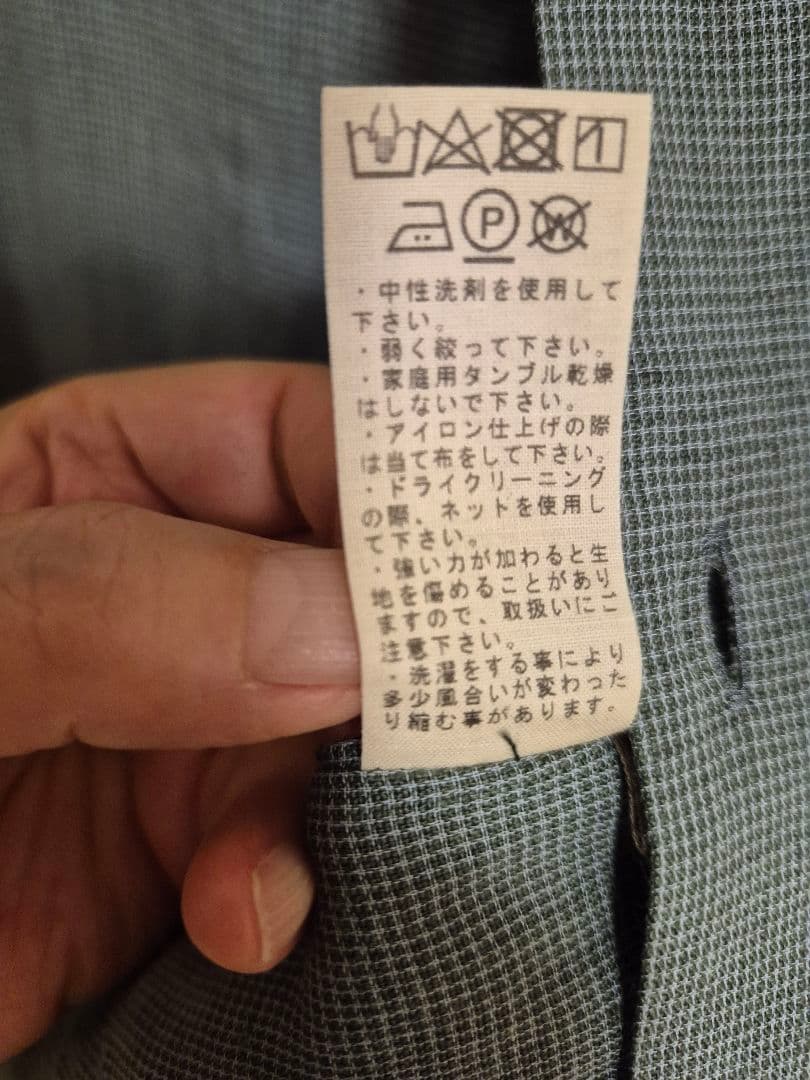 P W
・中性洗剤を使用して
下さい。
・弱く絞って下さい。
・家庭用タンブル乾燥
はしないで下さい。
・アイロン仕上げの際
は当て布をして下さい。
・ドライクリーニング
の際、ネットを使用し
て下さい。
・強い力が加わると生
地を傷めることがあり
ますので、取扱いにご
注意下さい。
・洗濯をする事により
多少風合いが変わった
り縮む事があります。